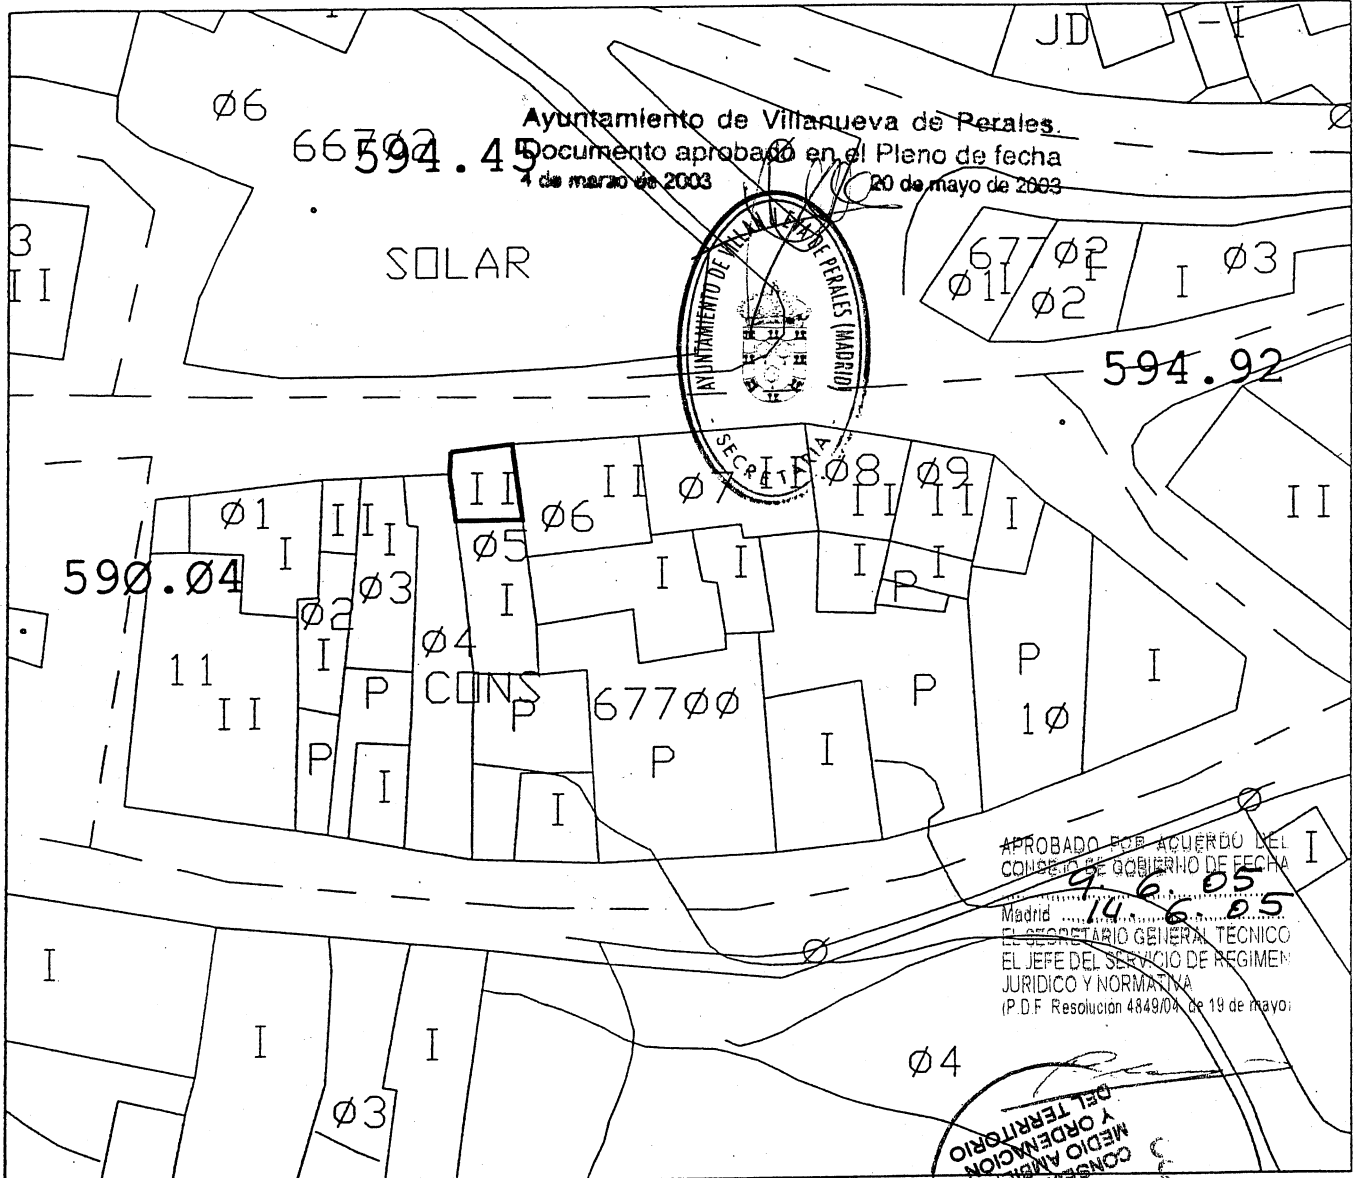 JD
-I
I
Ø6
66702
594.45
Ayuntamiento de Villanueva de Perales.
Documento aprobado en el Pleno de fecha
4 de marzo de 2003
20 de mayo de 2003
3
II
SOLAR
677Ø2
Ø1
I
I
Ø2
I
Ø3
AYUNTAMIENTO DE VILLANUEVA DE PERALES (MADRID)
· SECRETARIA ·
594.92
II
II
Ø7
II
Ø8
II
Ø9
II
I
II
Ø1
I
II
I
Ø3
Ø5
Ø6
I
I
I
I
P
I
590.04
Ø2
I
Ø4
CONS
11
II
P
P
677ØØ
P
P
P
1Ø
I
P
I
I
I
I
APROBADO POR ACUERDO DEL
CONSEJO DE GOBIERNO DE FECHA
9. 6. 05
Madrid 14. 6. 05
EL SECRETARIO GENERAL TECNICO
EL JEFE DEL SERVICIO DE REGIMEN
JURIDICO Y NORMATIVA
(P.D.F Resolución 4849/04, de 19 de mayo)
I
I
I
Ø3
Ø4
DEL TERRITORIO
Y ORDENACION
MEDIO